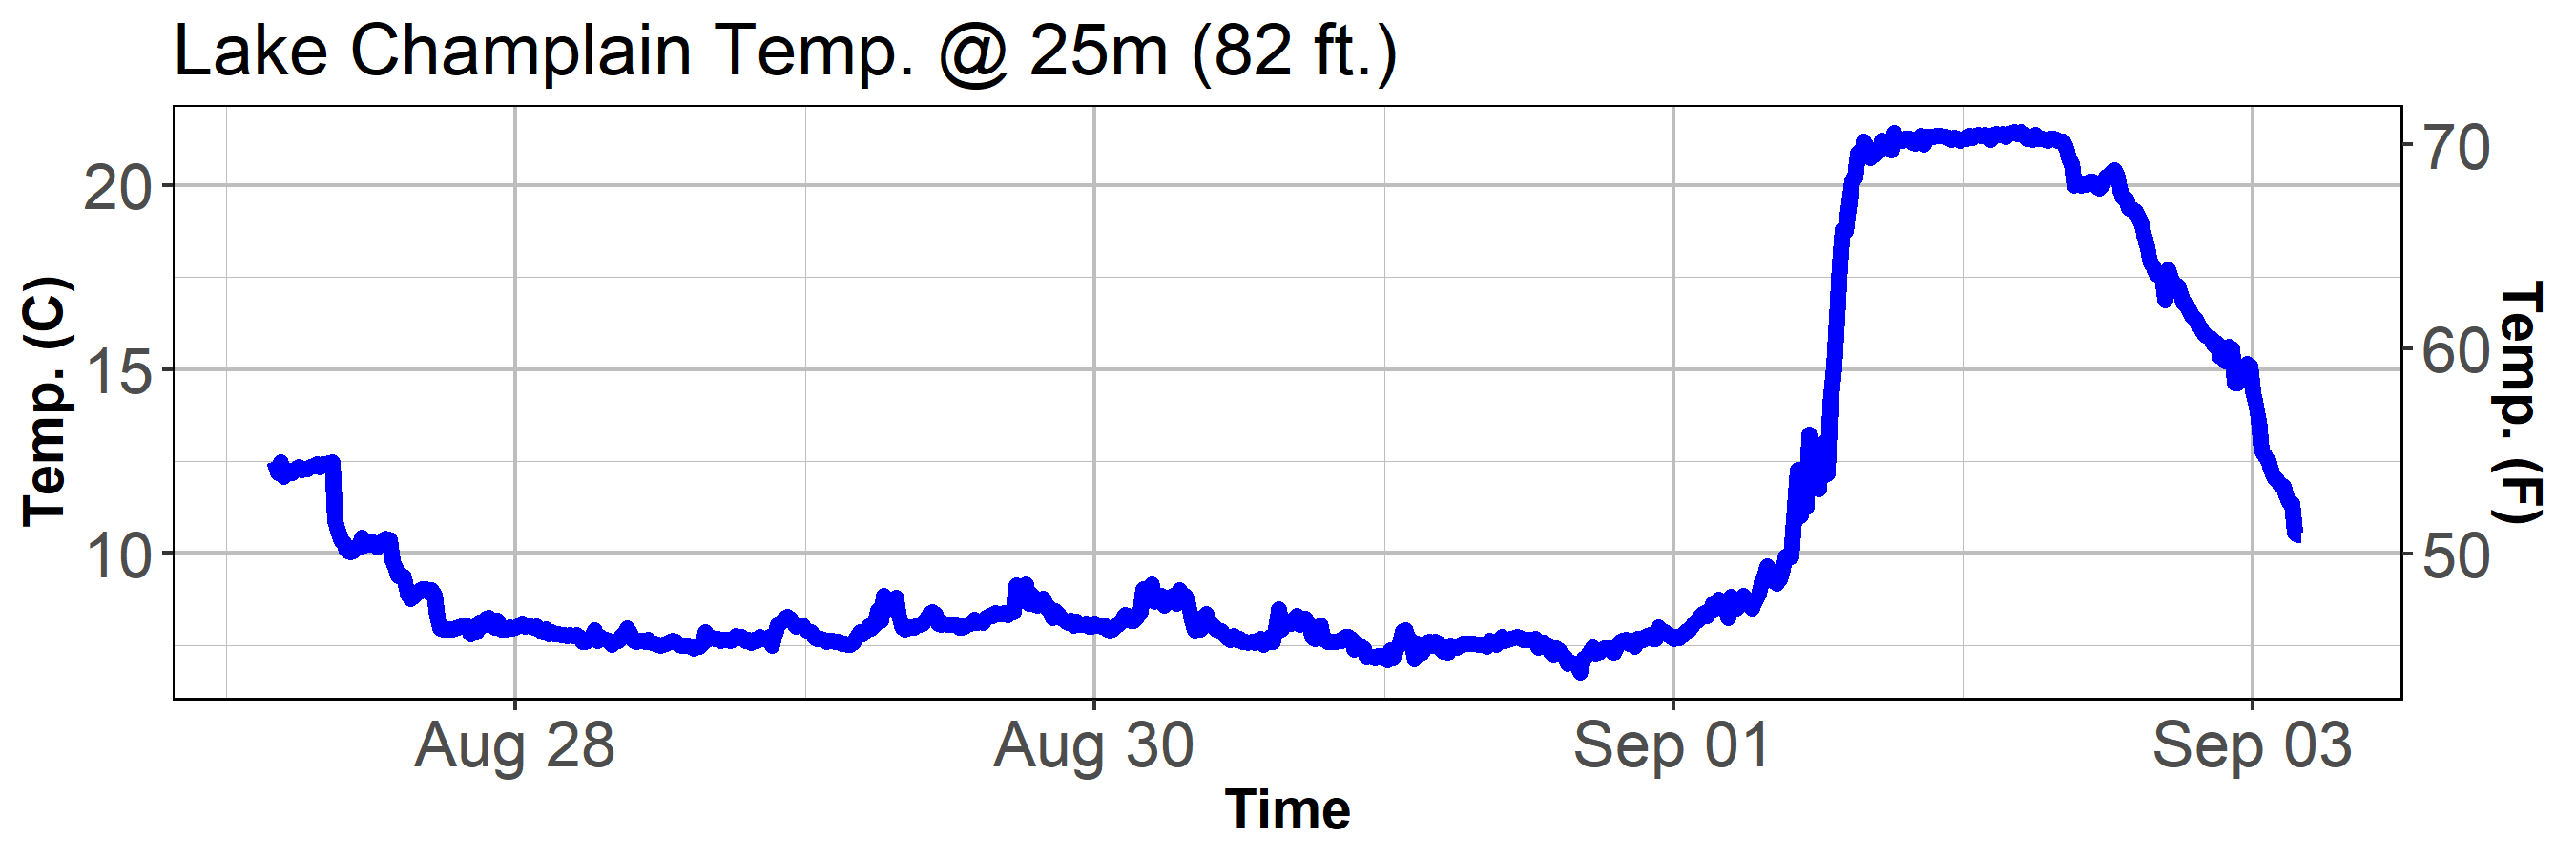 Lake Champlain Temp. @ 25m (82 ft.)
Temp. (C)
20
15
10
70
60
50
Temp. (F)
Aug 28
Aug 30
Sep 01
Sep 03
Time